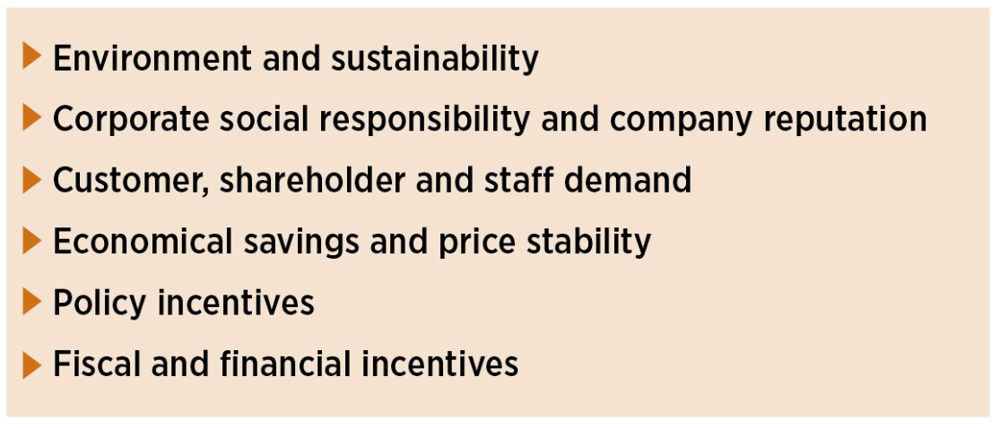 Environment and sustainability
Corporate social responsibility and company reputation
Customer, shareholder and staff demand
Economical savings and price stability
Policy incentives
Fiscal and financial incentives